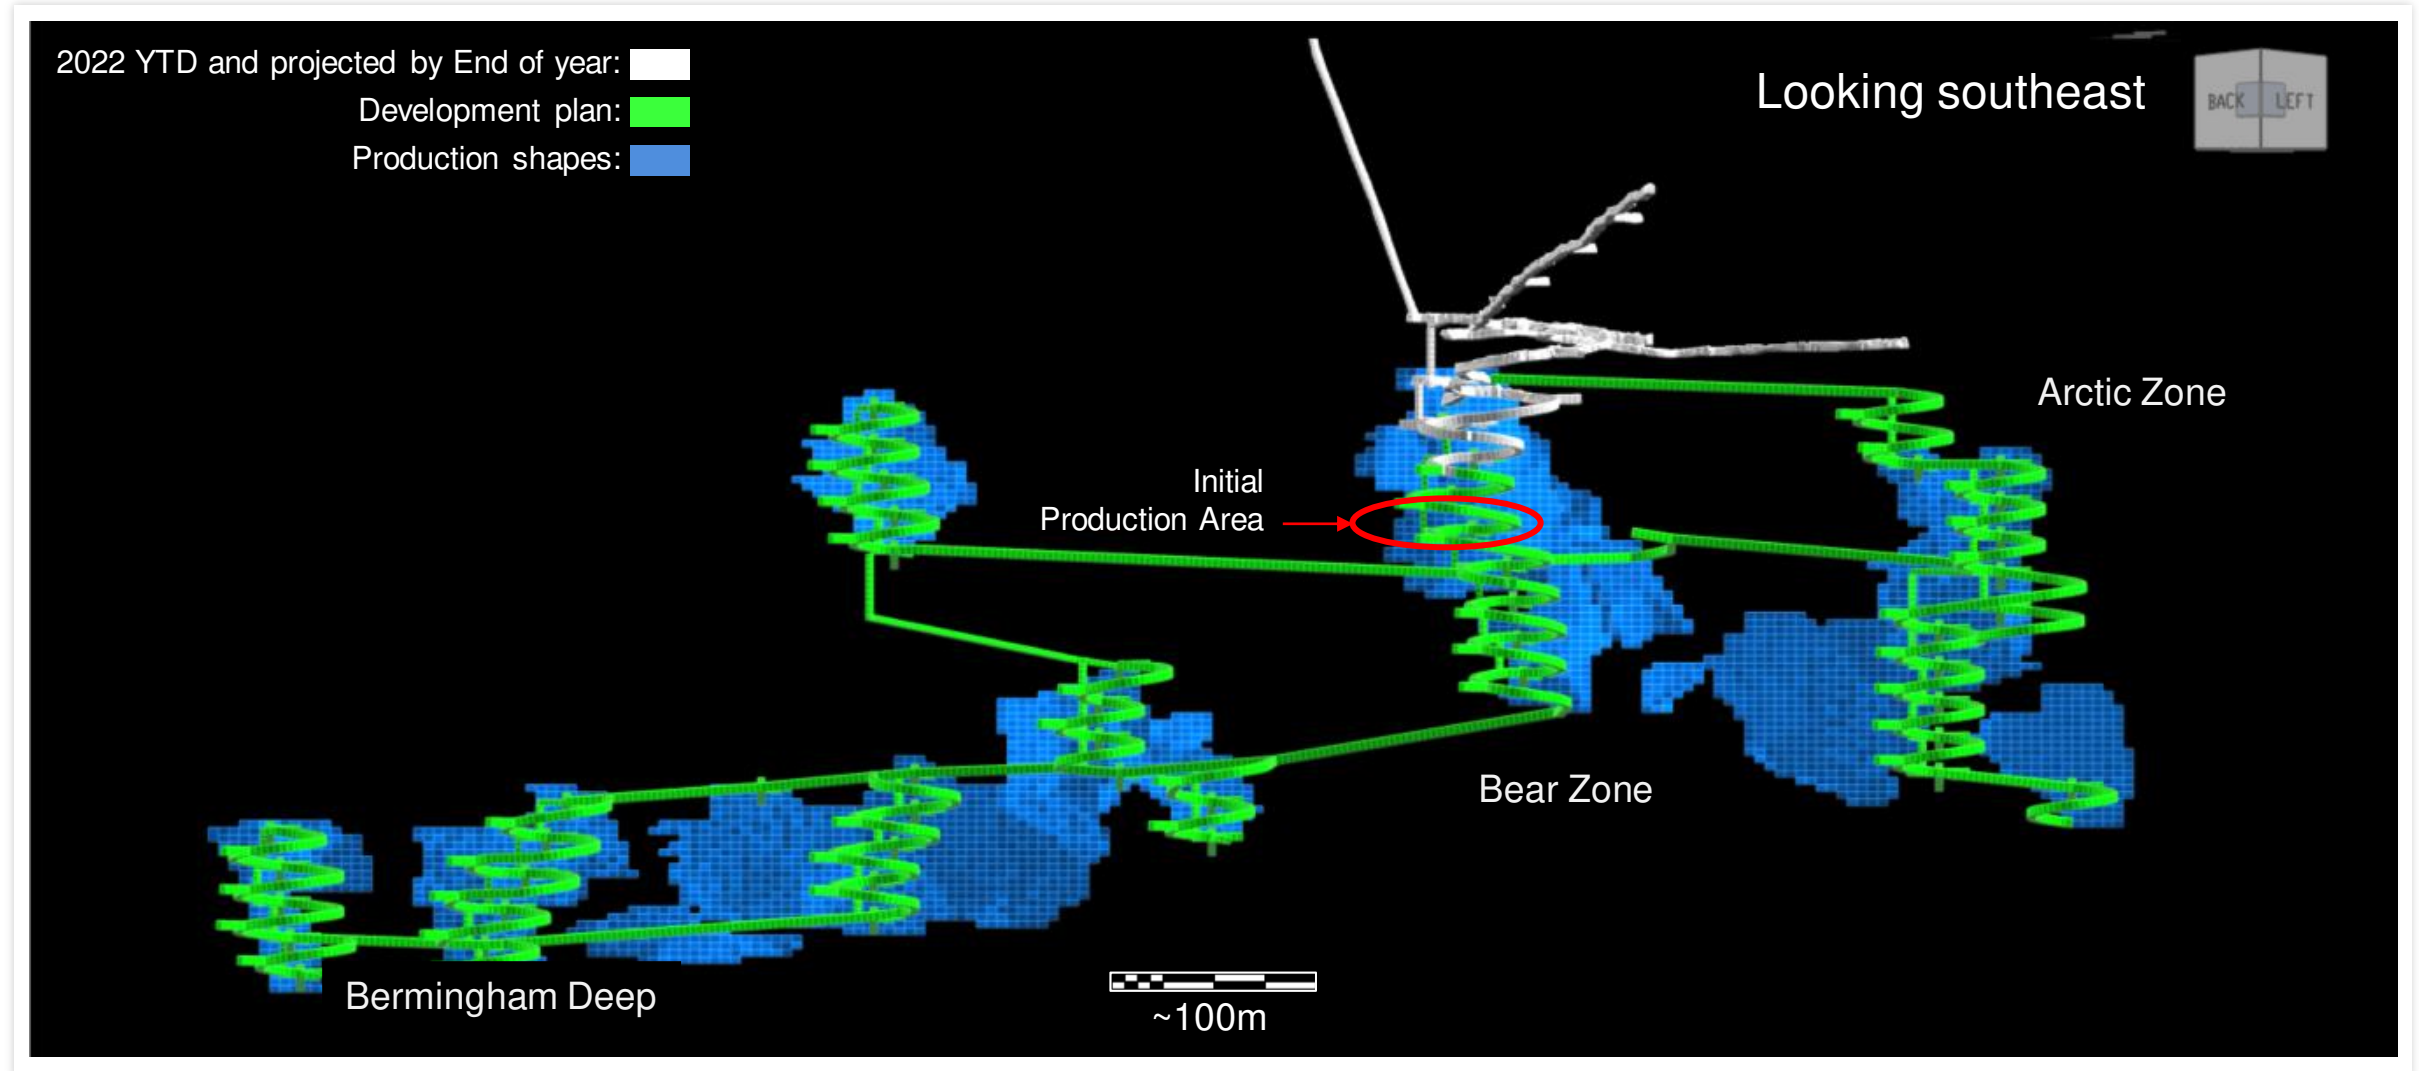 2022 YTD and projected by End of year:
Development plan:
Production shapes:
Looking southeast
BACK
LEFT
Arctic Zone
Initial
Production Area
Bear Zone
Bermingham Deep
~100m